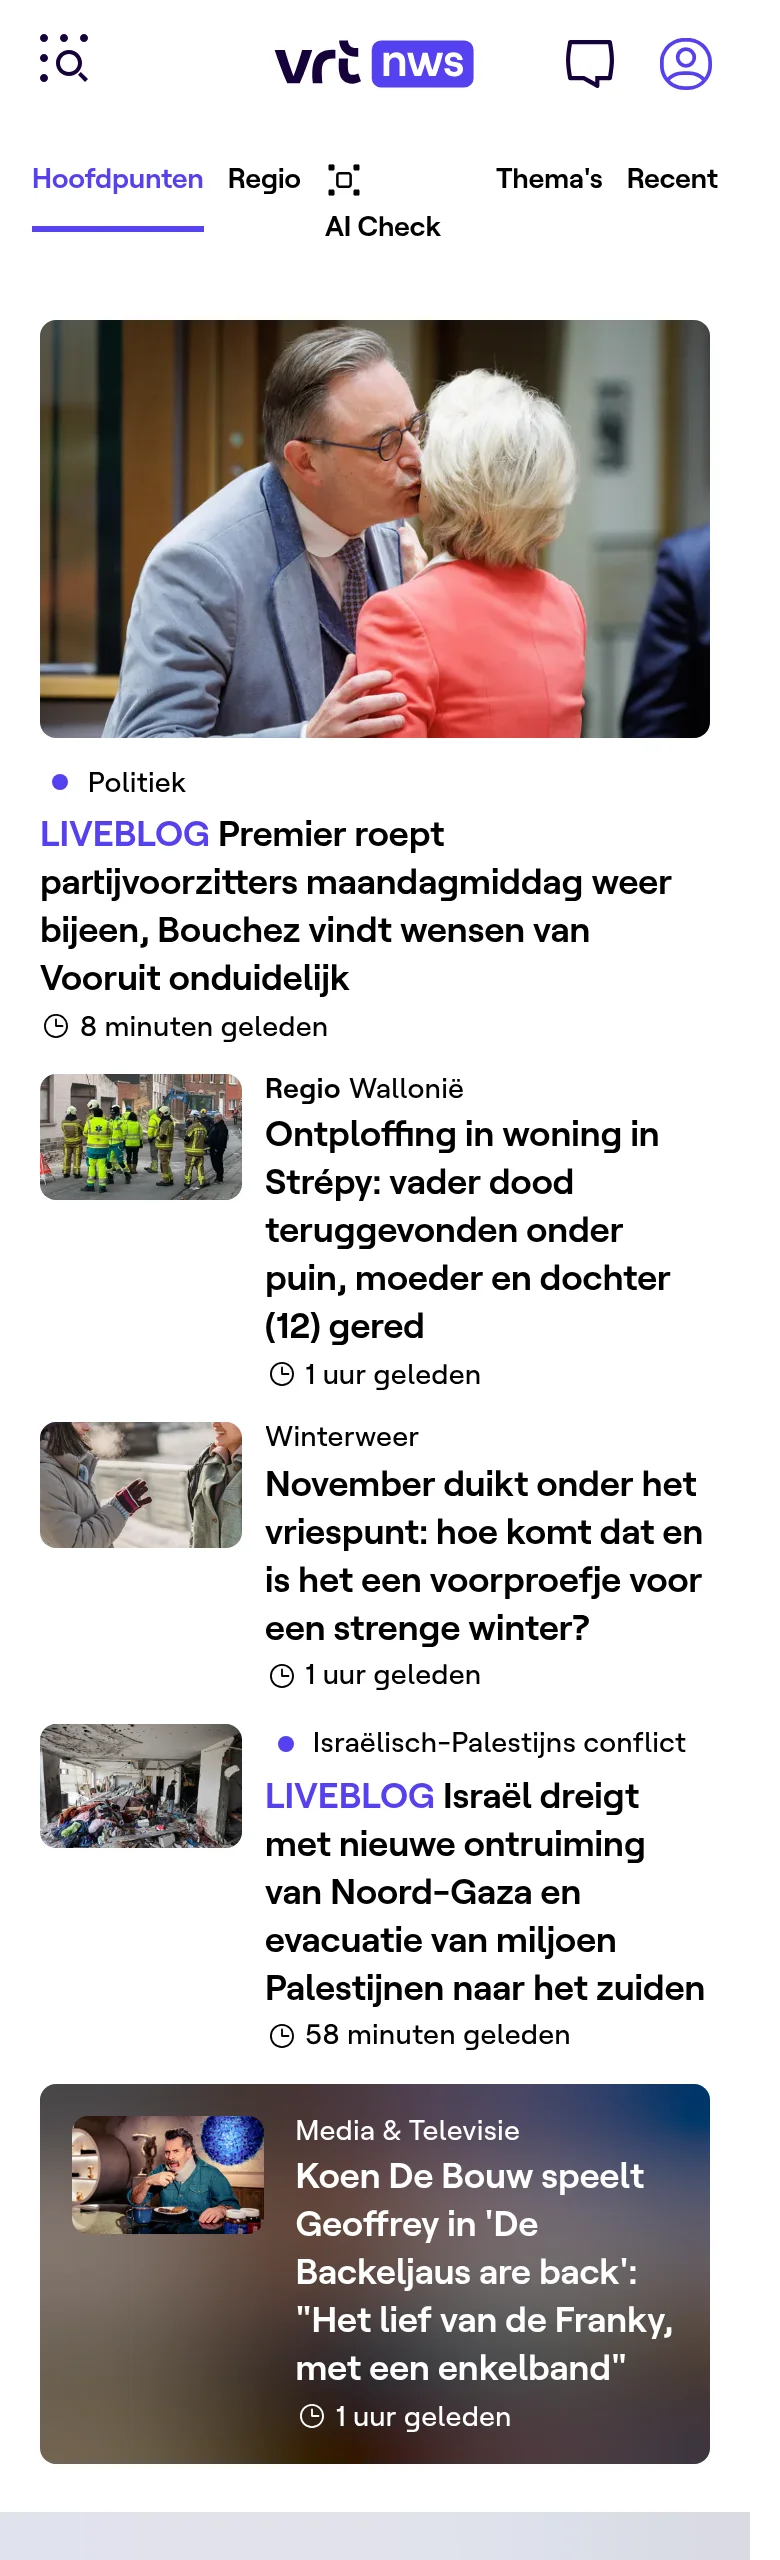 vrt nws
Hoofdpunten Regio AI Check Thema's Recent
Politiek
LIVEBLOG Premier roept
partijvoorzitters maandagmiddag weer
bijeen, Bouchez vindt wensen van
Vooruit onduidelijk
8 minuten geleden
Regio Wallonië
Ontploffing in woning in
Strépy: vader dood
teruggevonden onder
puin, moeder en dochter
(12) gered
1 uur geleden
Winterweer
November duikt onder het
vriespunt: hoe komt dat en
is het een voorproefje voor
een strenge winter?
1 uur geleden
Israëlisch-Palestijns conflict
LIVEBLOG Israël dreigt
met nieuwe ontruiming
van Noord-Gaza en
evacuatie van miljoen
Palestijnen naar het zuiden
58 minuten geleden
Media & Televisie
Koen De Bouw speelt
Geoffrey in 'De
Backeljaus are back':
"Het lief van de Franky,
met een enkelband"
1 uur geleden